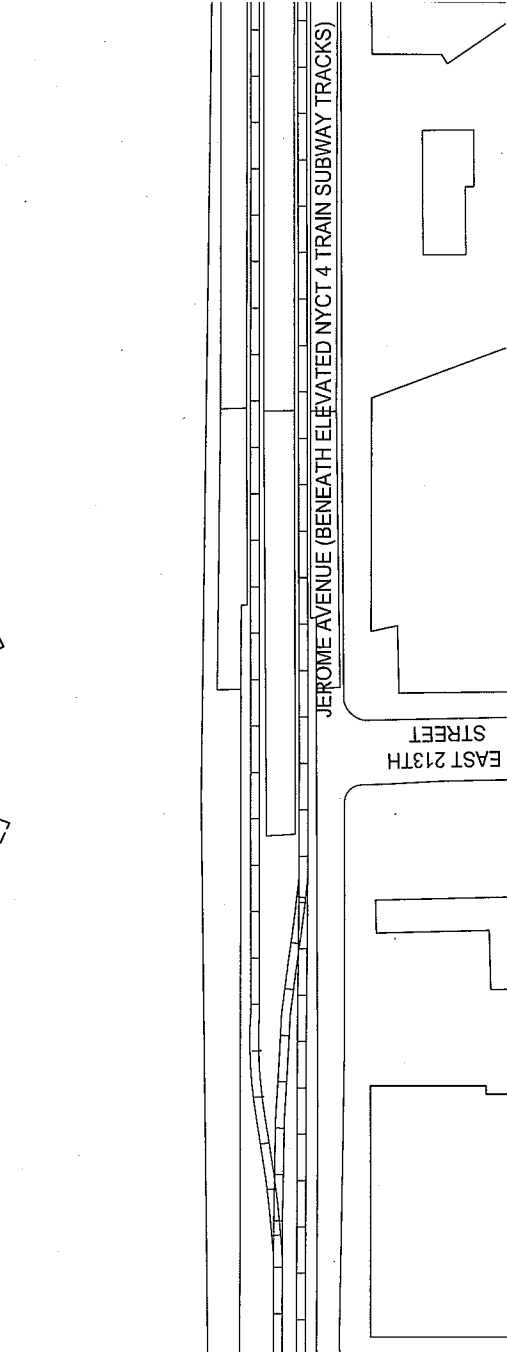 JEROME AVENUE (BENEATH ELEVATED NYCT 4 TRAIN SUBWAY TRACKS)
EAST 213TH
STREET